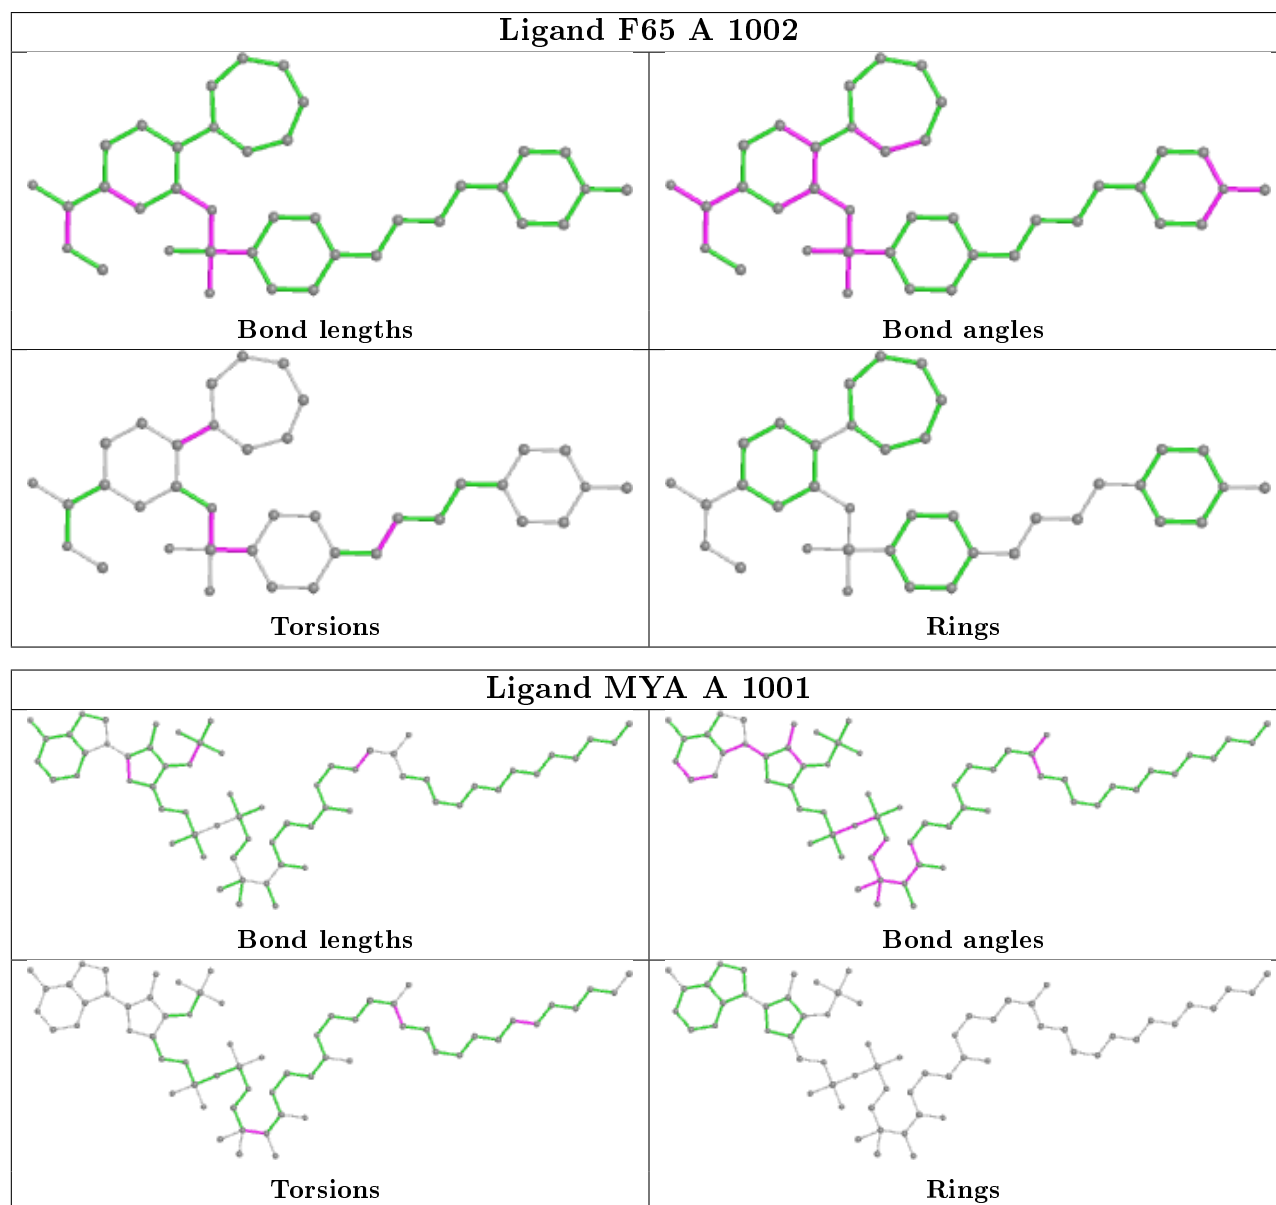 Ligand F65 A 1002
Bond lengths
Bond angles
Torsions
Rings
Ligand MYA A 1001
Bond lengths
Bond angles
Torsions
Rings